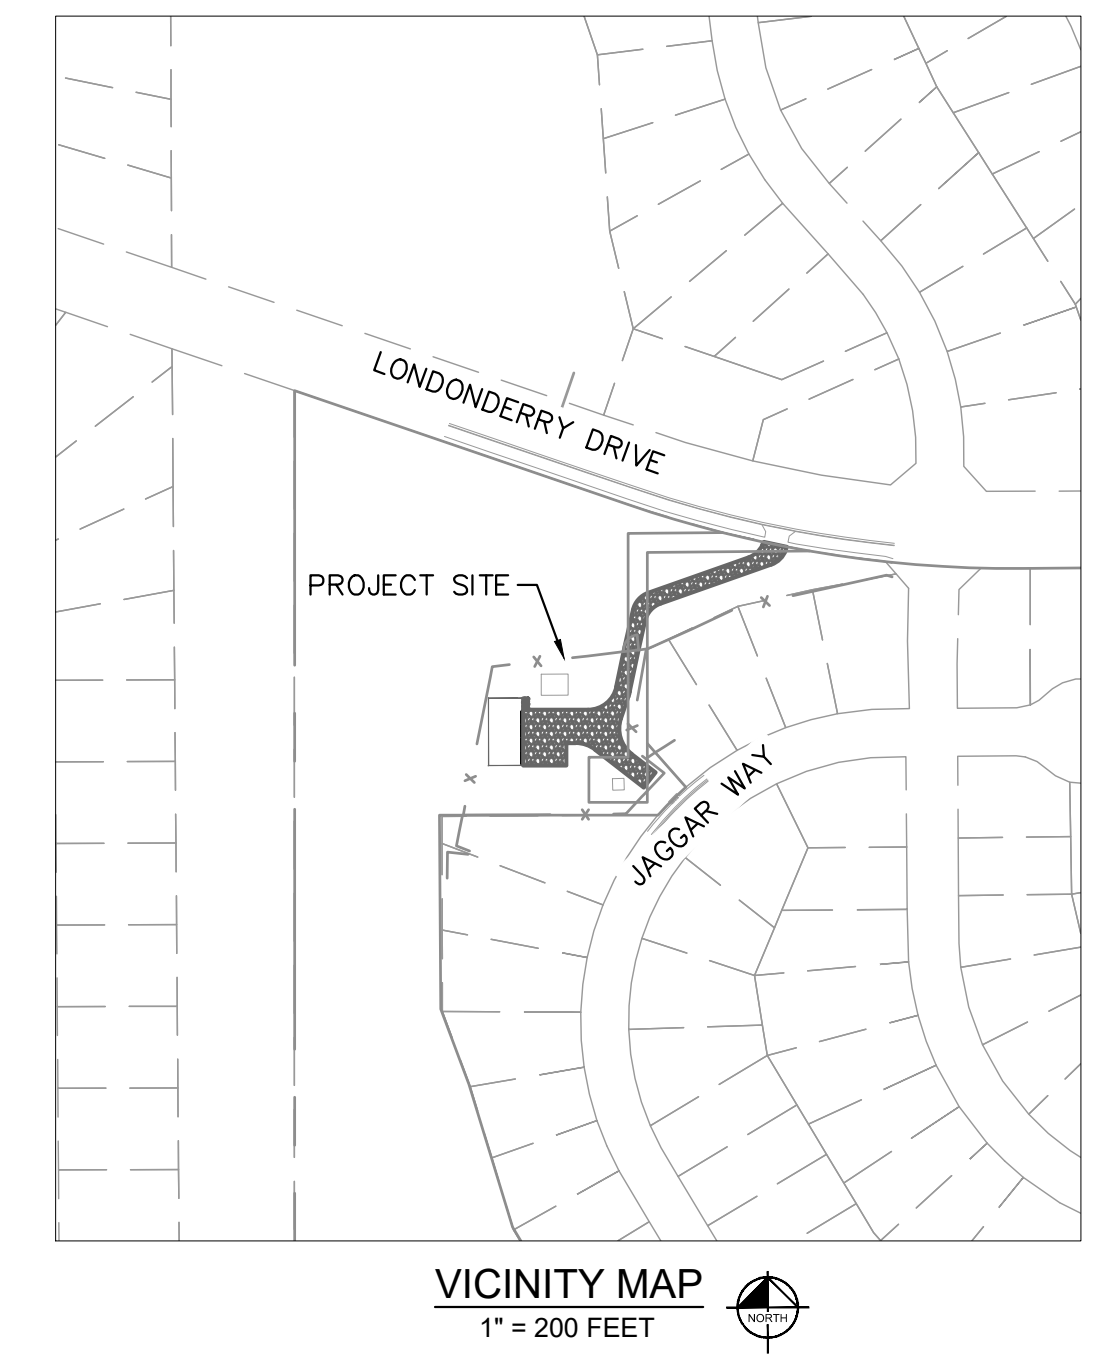 LONDONDERRY DRIVE
PROJECT SITE
JAGGAR WAY
VICINITY MAP
1" = 200 FEET
NORTH